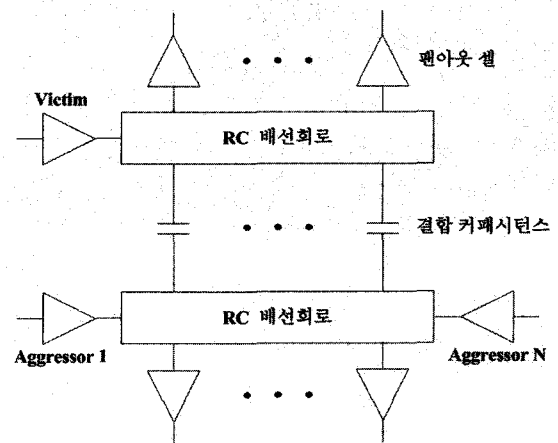 팬아웃 셀
Victim
RC 배선회로
결합 커패시턴스
RC 배선회로
Aggressor 1
Aggressor N